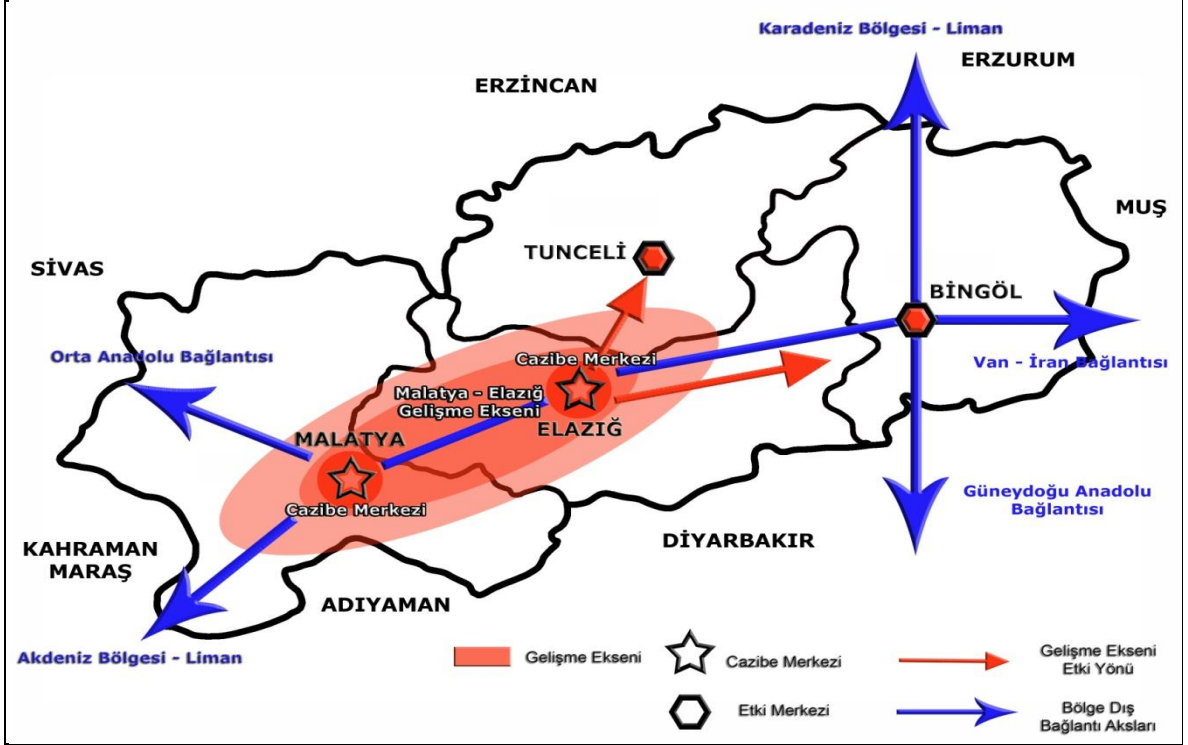 Karadeniz Bölgesi - Liman
ERZURUM
ERZİNCAN
MUŞ
TUNCELİ
SİVAS
BİNGÖL
Orta Anadolu Bağlantısı
Cazibe Merkezi
Van - İran Bağlantısı
Malatya - Elazığ
Gelişme Ekseni
ELAZIĞ
MALATYA
Cazibe Merkezi
Güneydoğu Anadolu
Bağlantısı
KAHRAMAN
MARAŞ
DİYARBAKIR
ADIYAMAN
Akdeniz Bölgesi - Liman
Gelişme Ekseni
Cazibe Merkezi
Gelişme Ekseni
Etki Yönü
Etki Merkezi
Bölge Dış
Bağlantı Aksları